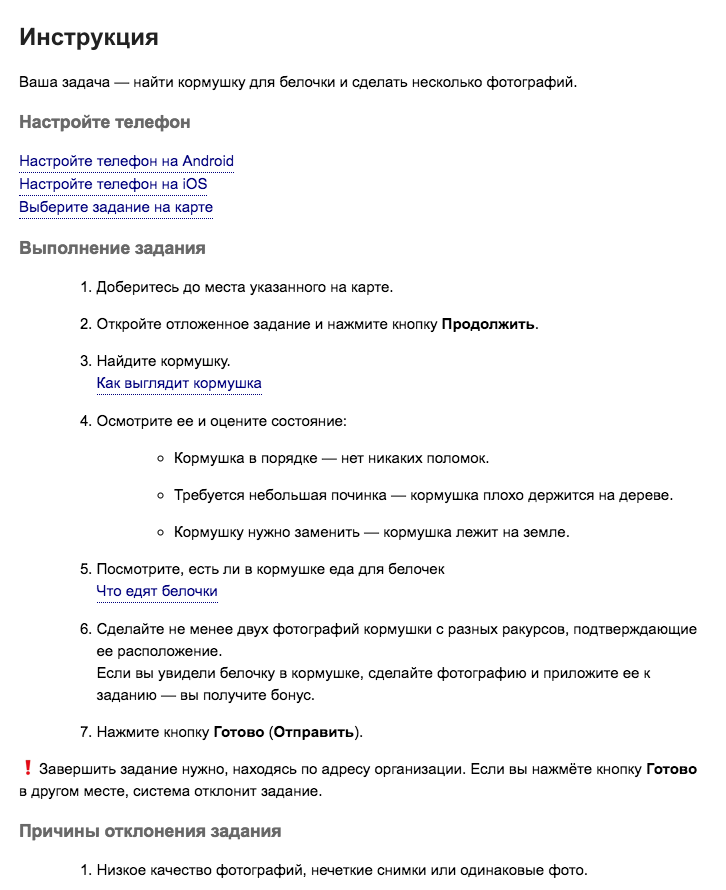 Инструкция
Ваша задача — найти кормушку для белочки и сделать несколько фотографий.
Настройте телефон
Настройте телефон на Android
Настройте телефон на iOS
Выберите задание на карте
Выполнение задания
1. Доберитесь до места указанного на карте.
2. Откройте отложенное задание и нажмите кнопку Продолжить.
3. Найдите кормушку.
Как выглядит кормушка
4. Осмотрите ее и оцените состояние:
◦ Кормушка в порядке — нет никаких поломок.
◦ Требуется небольшая починка — кормушка плохо держится на дереве.
◦ Кормушку нужно заменить — кормушка лежит на земле.
5. Посмотрите, есть ли в кормушке еда для белочек
Что едят белочки
6. Сделайте не менее двух фотографий кормушки с разных ракурсов, подтверждающие
ее расположение.
Если вы увидели белочку в кормушке, сделайте фотографию и приложите ее к
заданию — вы получите бонус.
7. Нажмите кнопку Готово (Отправить).
❗ Завершить задание нужно, находясь по адресу организации. Если вы нажмёте кнопку Готово
в другом месте, система отклонит задание.
Причины отклонения задания
1. Низкое качество фотографий, нечеткие снимки или одинаковые фото.